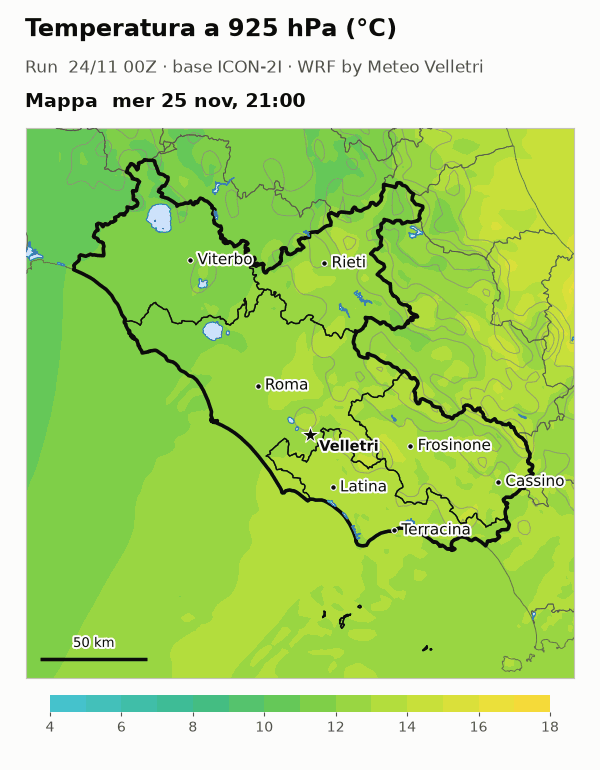 Temperatura a 925 hPa (°C)
Run  24/11 00Z · base ICON-2I · WRF by Meteo Velletri
Mappa  mer 25 nov, 21:00
Viterbo
Rieti
Roma
Velletri
Frosinone
Cassino
Latina
Terracina
50 km
4 6 8 10 12 14 16 18